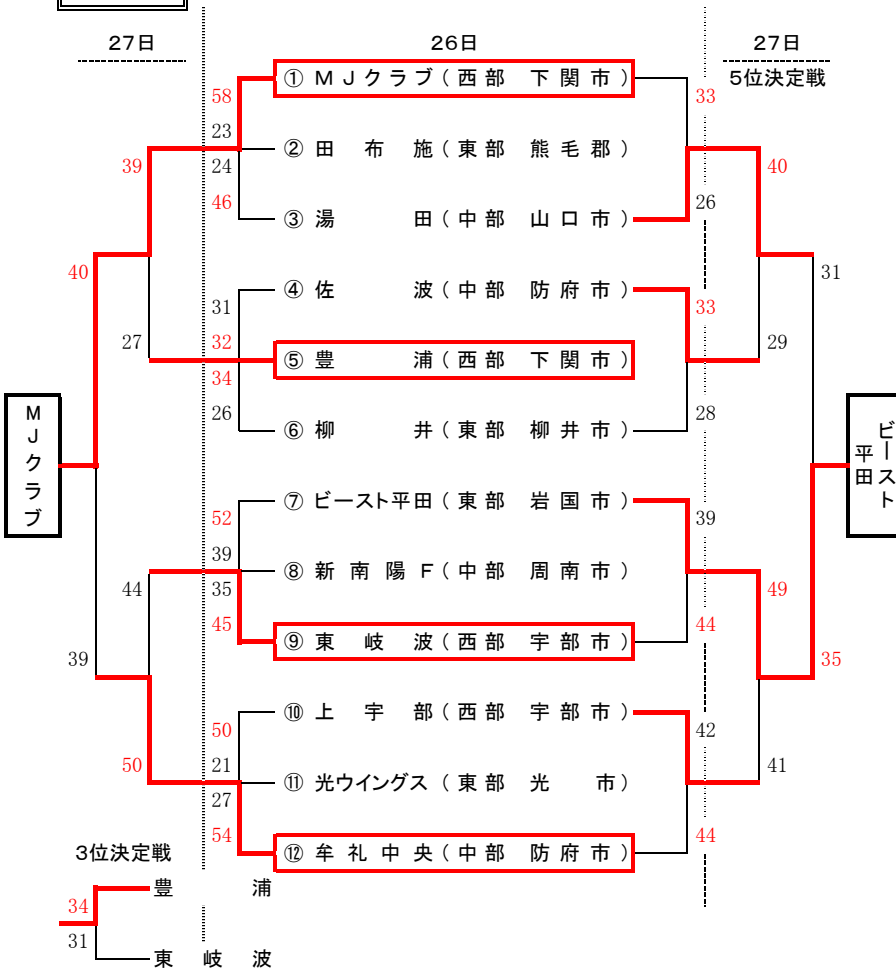 27日 26日 27日
5位決定戦
① ＭＪクラブ(西部 下関市)
58 33
23
② 田布施(東部 熊毛郡)
39 24 40
46 26
③ 湯田(中部 山口市)
40 31
④ 佐波(中部 防府市)
31 33
27 32 29
⑤ 豊浦(西部 下関市)
34
26 28
⑥ 柳井(東部 柳井市)
ＭＪクラブ
ビースト平田
⑦ ビースト平田(東部 岩国市)
52 39
39
⑧ 新南陽Ｆ(中部 周南市)
44 35 49
45 44
⑨ 東岐波(西部 宇部市)
39 35
⑩ 上宇部(西部 宇部市)
50 42
50 21 41
⑪ 光ウイングス(東部 光市)
27
54 44
⑫ 牟礼中央(中部 防府市)
3位決定戦
豊浦
34
31
東岐波